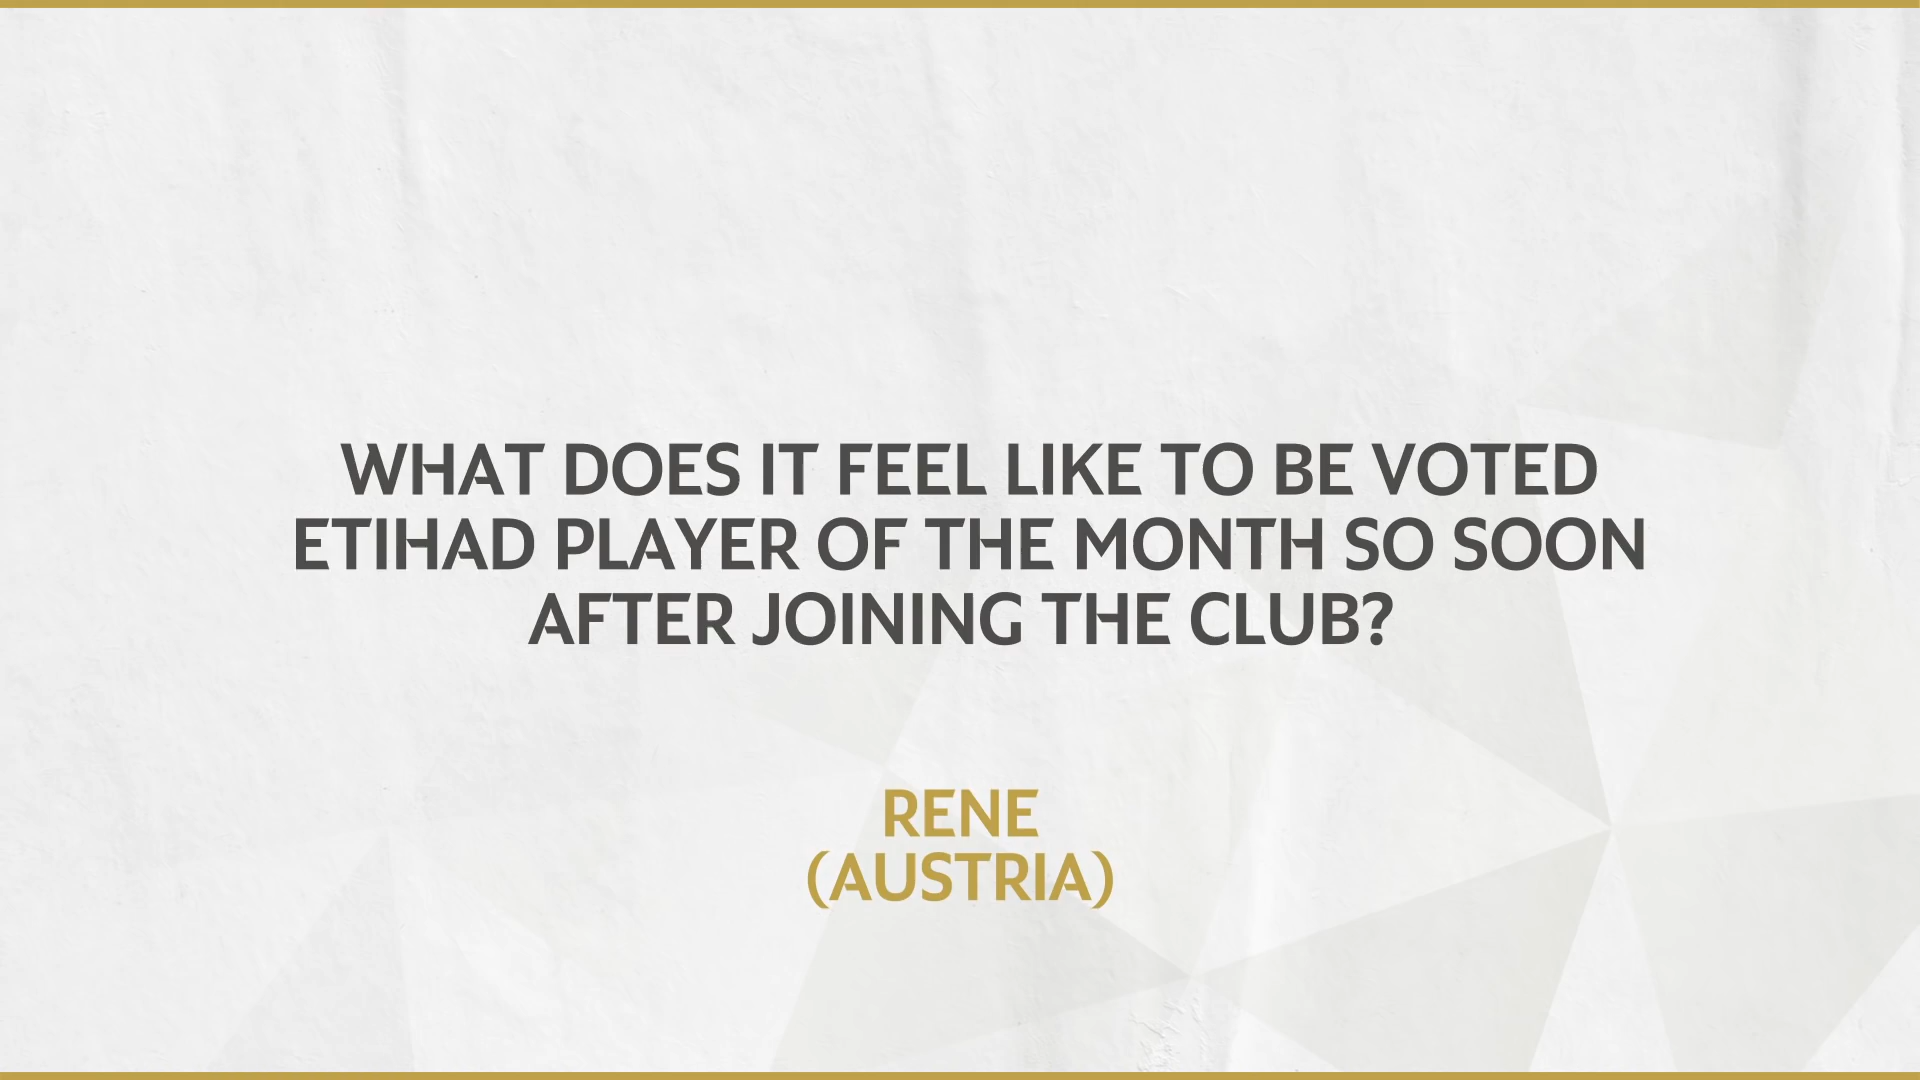 WHAT DOES IT FEEL LIKE TO BE VOTED
ETIHAD PLAYER OF THE MONTH SO SOON
AFTER JOINING THE CLUB?
RENE
(AUSTRIA)